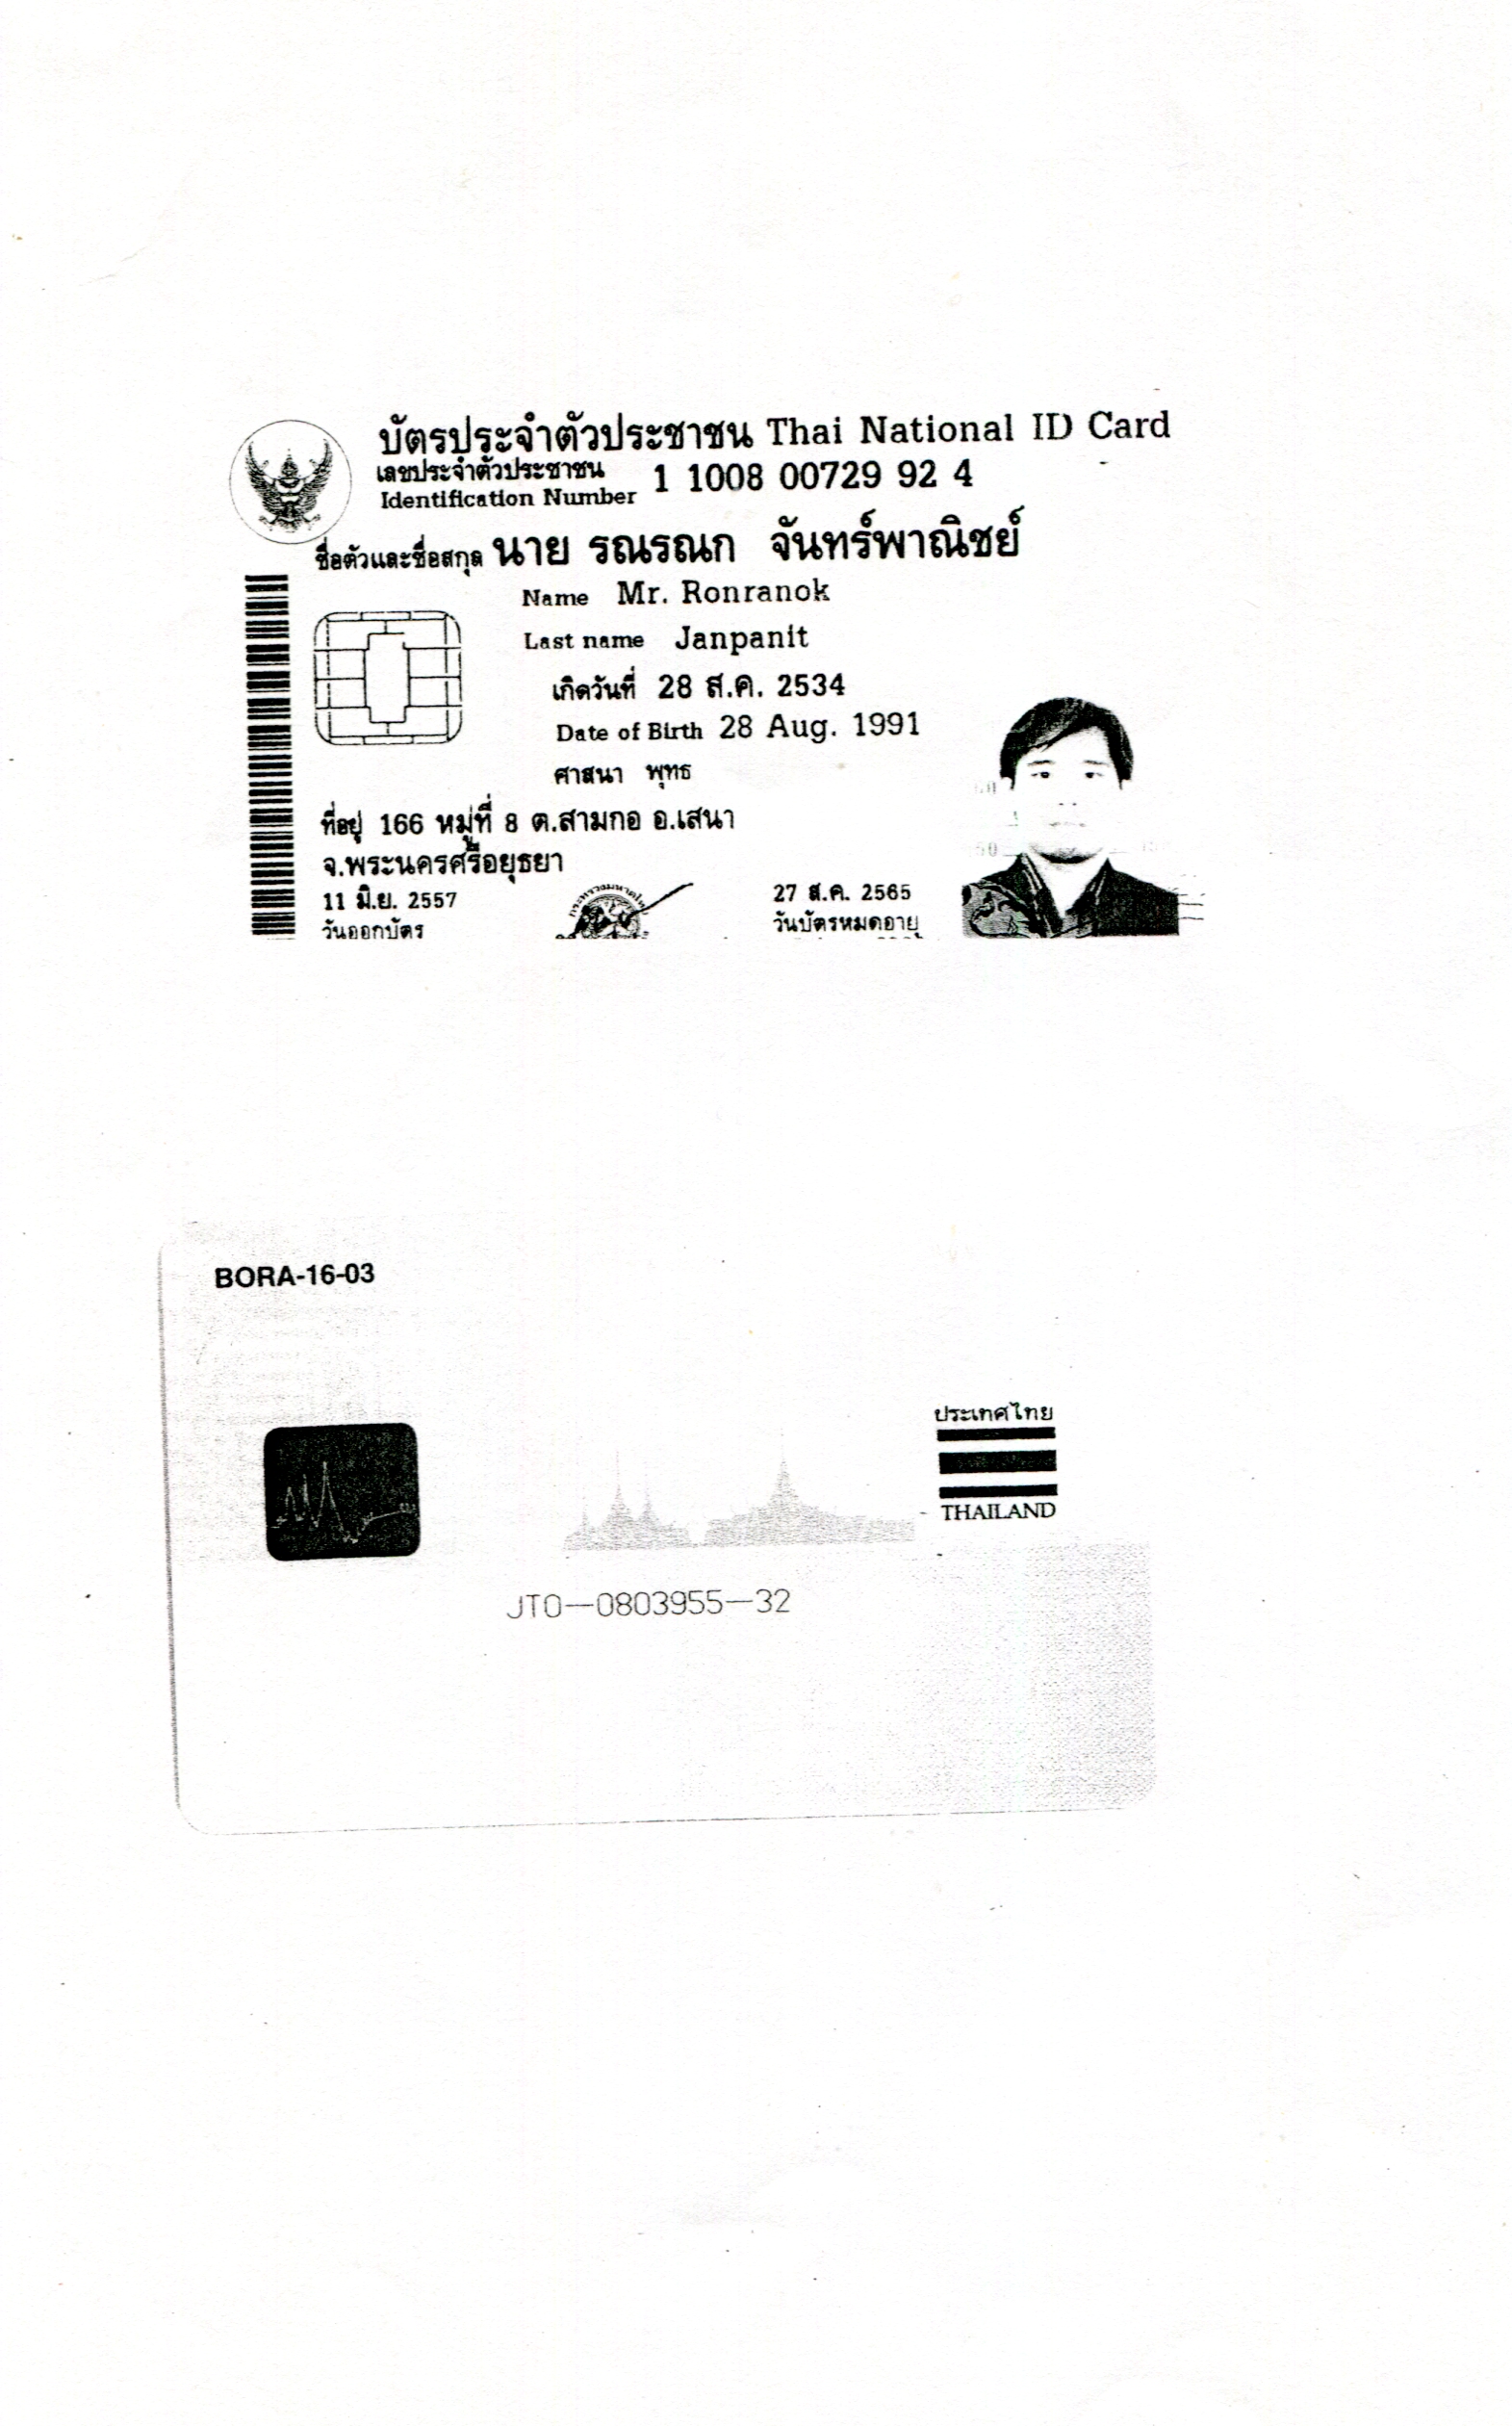 บัตรประจำตัวประชาชน Thai National ID Card
เลขประจำตัวประชาชน
Identification Number 1 1008 00729 92 4
ชื่อตัวและชื่อสกุล นาย รณรณก จันทร์พาณิชย์
Name Mr. Ronranok
Last name Janpanit
เกิดวันที่ 28 ส.ค. 2534
Date of Birth 28 Aug. 1991
ศาสนา พุทธ
ที่อยู่ 166 หมู่ที่ 8 ต.สามกอ อ.เสนา
จ.พระนครศรีอยุธยา
11 มิ.ย. 2557
วันออกบัตร
27 ส.ค. 2565
วันบัตรหมดอายุ
BORA-16-03
ประเทศไทย
THAILAND
JT0-0803955-32